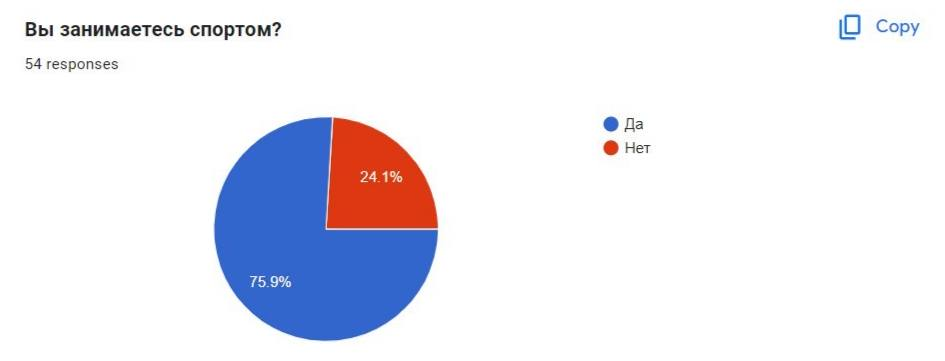 Вы занимаетесь спортом?
Copy
54 responses
Да
Нет
24.1%
75.9%